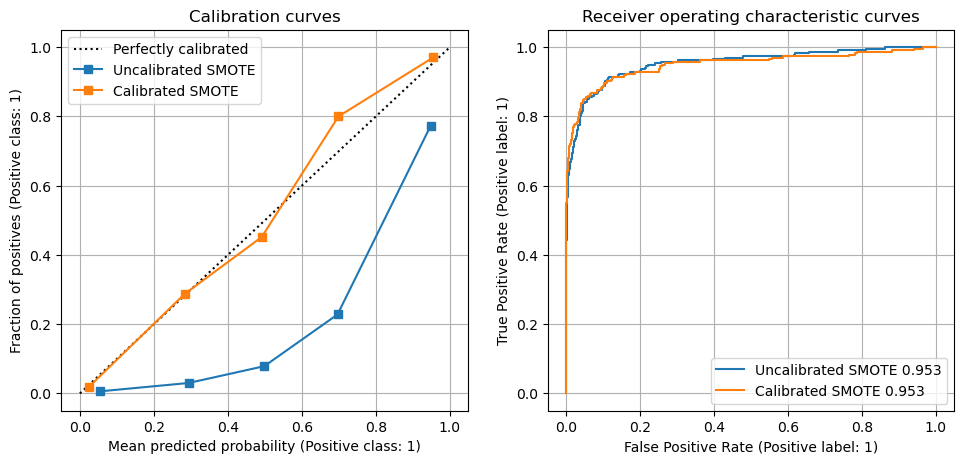 Calibration curves
Perfectly calibrated
Uncalibrated SMOTE
Calibrated SMOTE
Fraction of positives (Positive class: 1)
1.0
0.8
0.6
0.4
0.2
0.0
0.0 0.2 0.4 0.6 0.8 1.0
Mean predicted probability (Positive class: 1)
Receiver operating characteristic curves
True Positive Rate (Positive label: 1)
1.0
0.8
0.6
0.4
0.2
0.0
Uncalibrated SMOTE 0.953
Calibrated SMOTE 0.953
0.0 0.2 0.4 0.6 0.8 1.0
False Positive Rate (Positive label: 1)